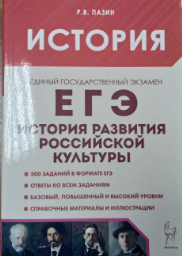 Р.В. ПАЗИН
ИСТОРИЯ
ЕДИНЫЙ ГОСУДАРСТВЕННЫЙ ЭКЗАМЕН
ЕГЭ
ИСТОРИЯ РАЗВИТИЯ
РОССИЙСКОЙ
КУЛЬТУРЫ
300 ЗАДАНИЙ В ФОРМАТЕ ЕГЭ
ОТВЕТЫ КО ВСЕМ ЗАДАНИЯМ
БАЗОВЫЙ, ПОВЫШЕННЫЙ И ВЫСОКИЙ УРОВНИ
СПРАВОЧНЫЕ МАТЕРИАЛЫ И ИЛЛЮСТРАЦИИ